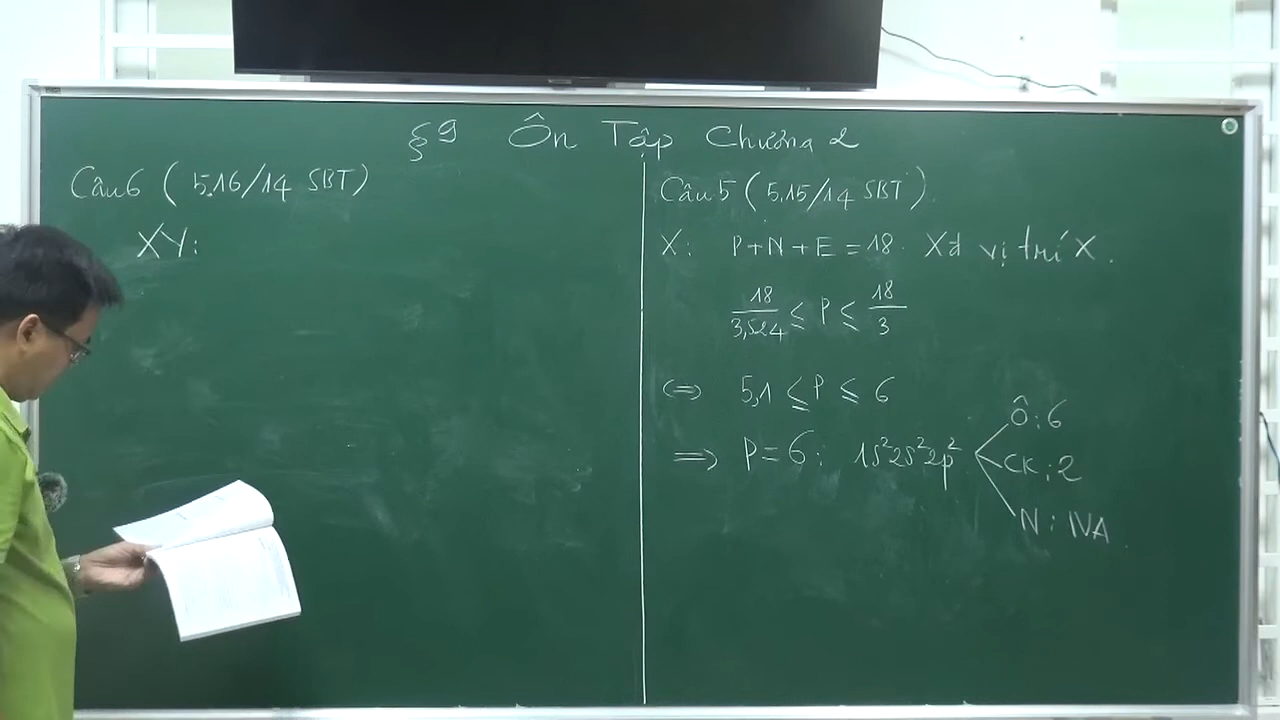 §9 Ôn Tập Chương 2
Câu 6 ( 5.16/14 SBT)
XY:
Câu 5 ( 5.15/14 SBT).
X: P+N+E = 18. Xđ vị trí X.
18/3,524 ≤ P ≤ 18/3
⇔ 5,1 ≤ P ≤ 6
⇒ P = 6: 1s²2s²2p²
Ô: 6
CK: 2
N: IVA.